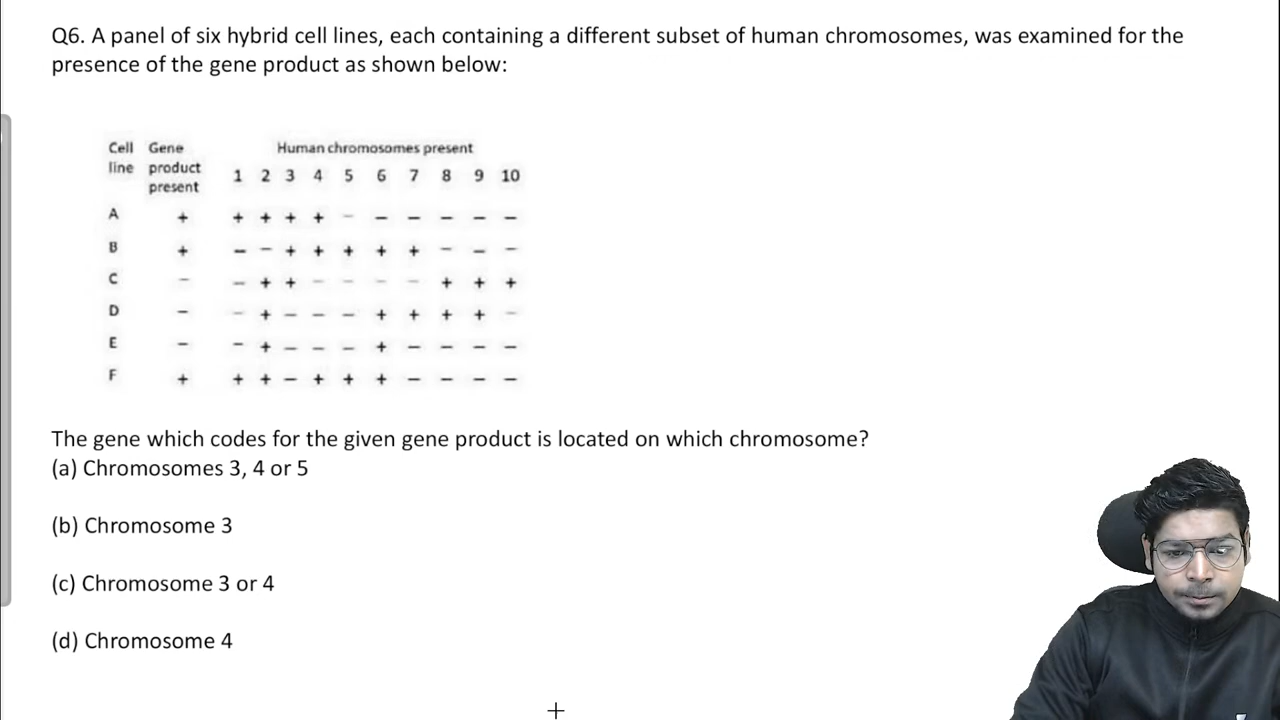 Q6. A panel of six hybrid cell lines, each containing a different subset of human chromosomes, was examined for the
presence of the gene product as shown below:
Cell Gene Human chromosomes present
line product 1 2 3 4 5 6 7 8 9 10
present
A + + + + + – – – – – –
B + – – + + + + + – – –
C – – + + – – – – + + +
D – – + – – – + + + + –
E – – + – – – + – – – –
F + + + – + + + – – – –
The gene which codes for the given gene product is located on which chromosome?
(a) Chromosomes 3, 4 or 5
(b) Chromosome 3
(c) Chromosome 3 or 4
(d) Chromosome 4